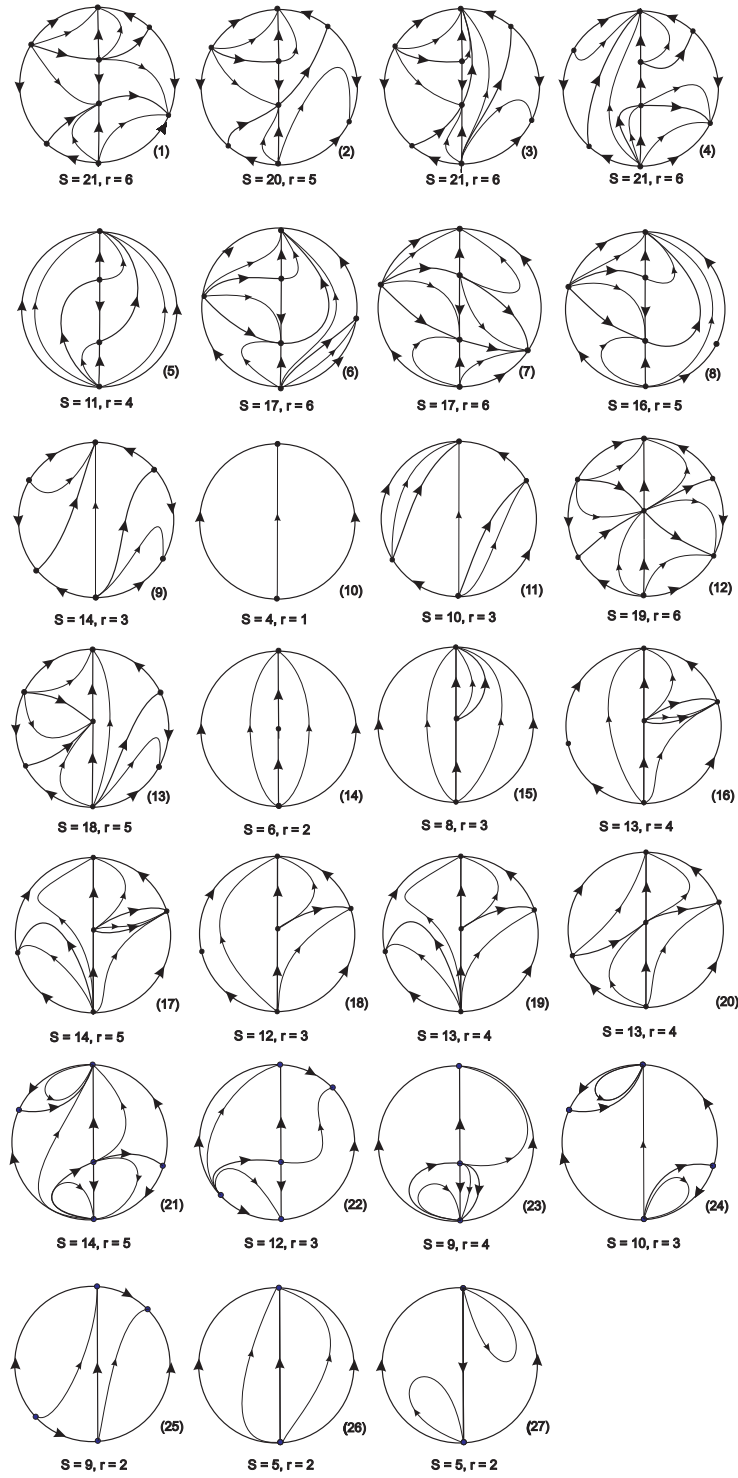 (1) (2) (3) (4)
S = 21, r = 6 S = 20, r = 5 S = 21, r = 6 S = 21, r = 6
(5) (6) (7) (8)
S = 11, r = 4 S = 17, r = 6 S = 17, r = 6 S = 16, r = 5
(9) (10) (11) (12)
S = 14, r = 3 S = 4, r = 1 S = 10, r = 3 S = 19, r = 6
(13) (14) (15) (16)
S = 18, r = 5 S = 6, r = 2 S = 8, r = 3 S = 13, r = 4
(17) (18) (19) (20)
S = 14, r = 5 S = 12, r = 3 S = 13, r = 4 S = 13, r = 4
(21) (22) (23) (24)
S = 14, r = 5 S = 12, r = 3 S = 9, r = 4 S = 10, r = 3
(25) (26) (27)
S = 9, r = 2 S = 5, r = 2 S = 5, r = 2